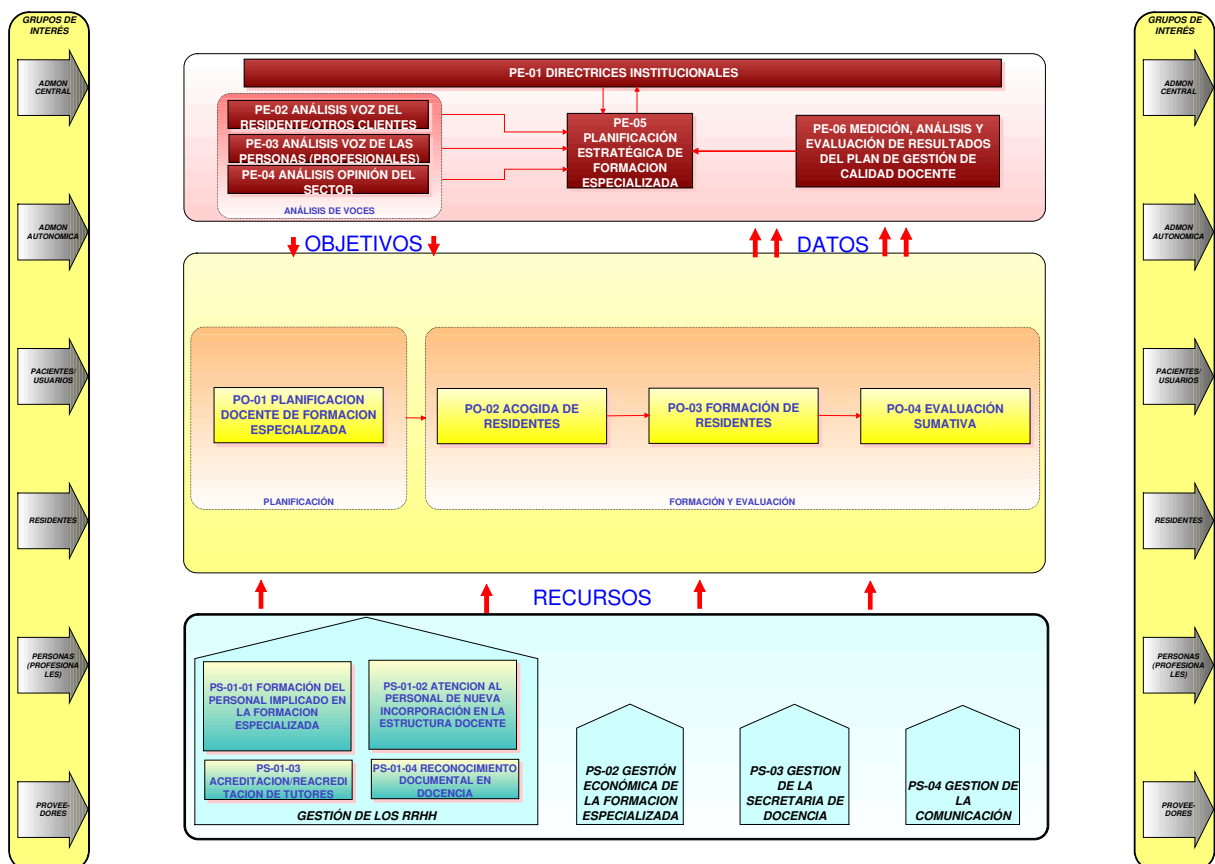 GRUPOS DE
INTERÉS
ADMON
CENTRAL
ADMON
AUTONOMICA
PACIENTES/
USUARIOS
RESIDENTES
PERSONAS
(PROFESIONA
LES)
PROVEE-
DORES
PE-01 DIRECTRICES INSTITUCIONALES
PE-02 ANÁLISIS VOZ DEL
RESIDENTE/OTROS CLIENTES
PE-03 ANÁLISIS VOZ DE LAS
PERSONAS (PROFESIONALES)
PE-04 ANÁLISIS OPINIÓN DEL
SECTOR
ANÁLISIS DE VOCES
PE-05
PLANIFICACIÓN
ESTRATÉGICA DE
FORMACION
ESPECIALIZADA
PE-06 MEDICIÓN, ANÁLISIS Y
EVALUACIÓN DE RESULTADOS
DEL PLAN DE GESTIÓN DE
CALIDAD DOCENTE
OBJETIVOS
DATOS
PO-01 PLANIFICACION
DOCENTE DE FORMACION
ESPECIALIZADA
PLANIFICACIÓN
PO-02 ACOGIDA DE
RESIDENTES
PO-03 FORMACIÓN DE
RESIDENTES
PO-04 EVALUACIÓN
SUMATIVA
FORMACIÓN Y EVALUACIÓN
RECURSOS
PS-01-01 FORMACIÓN DEL
PERSONAL IMPLICADO EN
LA FORMACION
ESPECIALIZADA
PS-01-02 ATENCION AL
PERSONAL DE NUEVA
INCORPORACIÓN EN LA
ESTRUCTURA DOCENTE
PS-01-03
ACREDITACION/REACREDI
TACION DE TUTORES
PS-01-04 RECONOCIMIENTO
DOCUMENTAL EN
DOCENCIA
GESTIÓN DE LOS RRHH
PS-02 GESTIÓN
ECONÓMICA DE
LA FORMACION
ESPECIALIZADA
PS-03 GESTION
DE LA
SECRETARIA DE
DOCENCIA
PS-04 GESTION DE
LA
COMUNICACIÓN
GRUPOS DE
INTERÉS
ADMON
CENTRAL
ADMON
AUTONOMICA
PACIENTES/
USUARIOS
RESIDENTES
PERSONAS
(PROFESIONA
LES)
PROVEE-
DORES